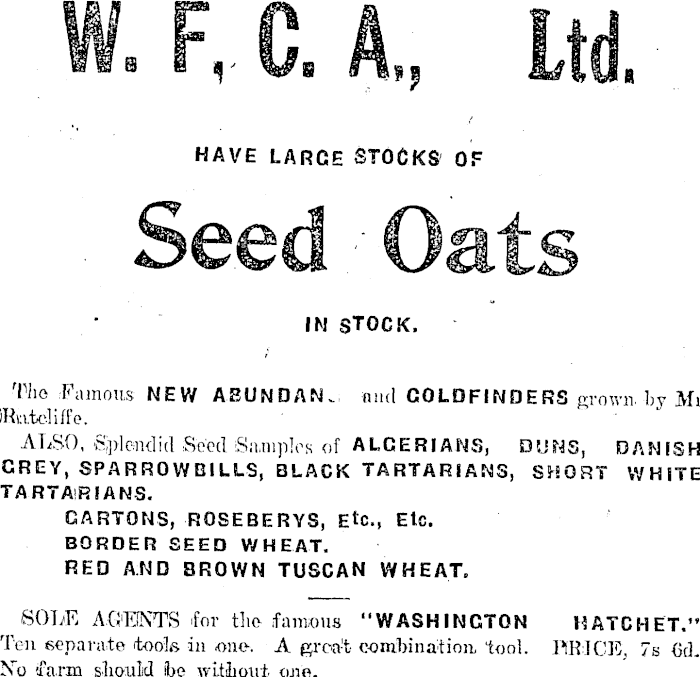 W. F. C. A., Ltd.
HAVE LARGE STOCKS OF
Seed Oats
IN STOCK.
The Famous NEW and GOLDFINDERS grown by
Ratcliffe.
ALSO, Splendid Seed Samples of ALGERIANS, DUNS, DANISH
GREY, SPARROWBILLS, BLACK TARTARIANS, SHORT WHITE
TARTARIANS.
GARTONS, ROSEBERYS, Etc., Etc.
BORDER SEED WHEAT.
RED AND BROWN TUSCAN WHEAT.
SOLE AGENTS for the famous "WASHINGTON HATCHET."
Ten separate tools in one. A great combination tool. PRICE, 7s 6d.
No farm should be without one.